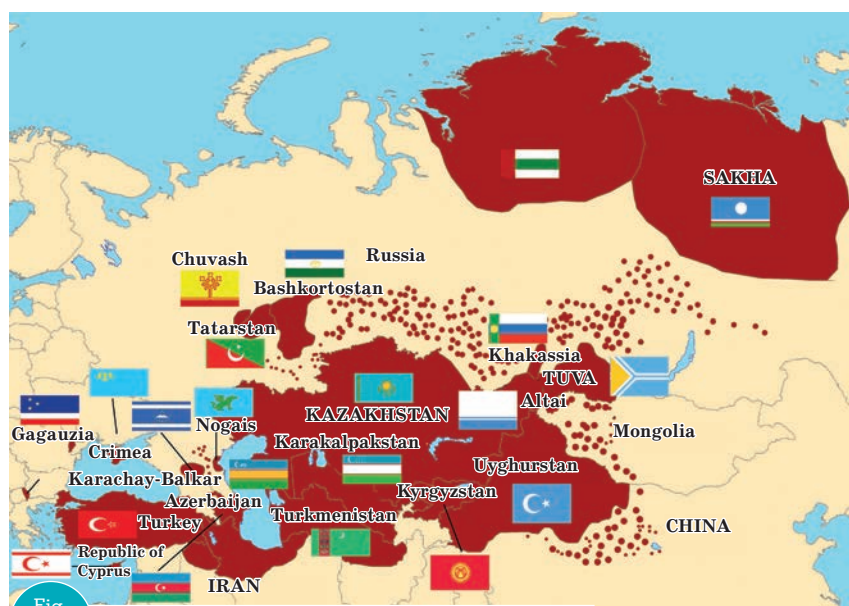 SAKHA
Chuvash
Russia
Bashkortostan
Tatarstan
Khakassia
TUVA
Altai
KAZAKHSTAN
Nogais
Gagauzia
Crimea
Mongolia
Karakalpakstan
Karachay-Balkar
Uyghurstan
Azerbaijan
Kyrgyzstan
Turkey
Turkmenistan
CHINA
Republic of
Cyprus
IRAN
Fig